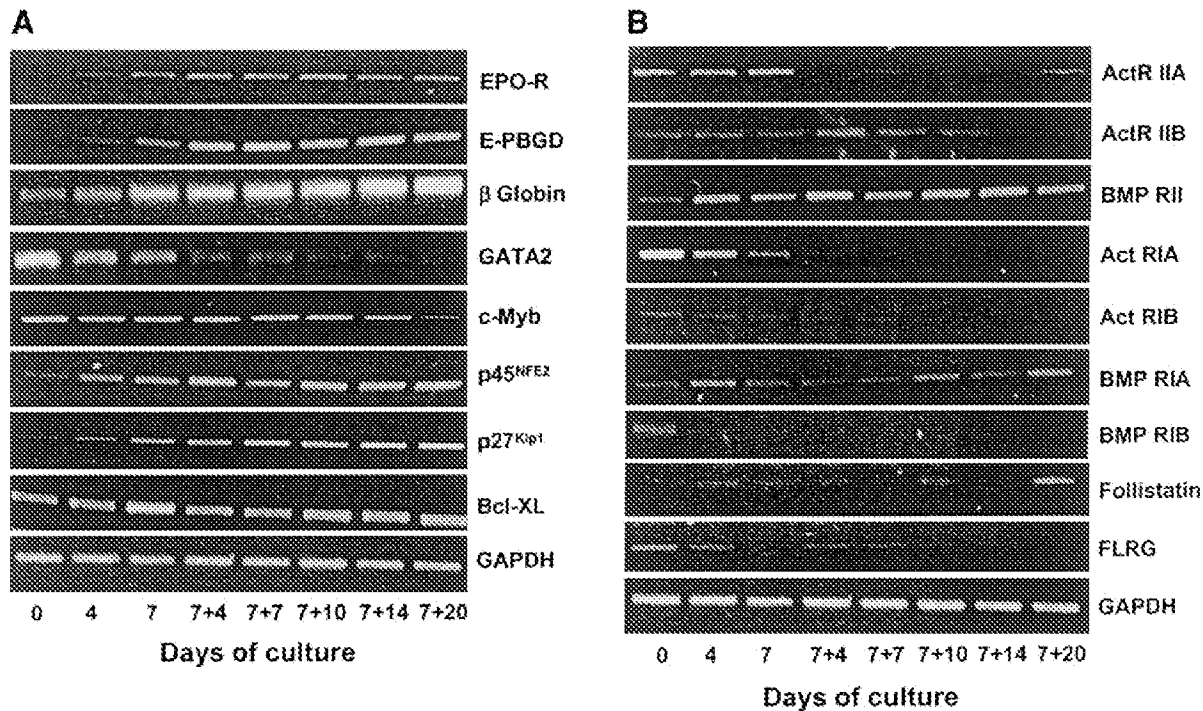 A
EPO-R
E-PBGD
β Globin
GATA2
c-Myb
p45NFE2
p27Kip1
Bcl-XL
GAPDH
0 4 7 7+4 7+7 7+10 7+14 7+20
Days of culture
B
ActR IIA
ActR IIB
BMP RII
Act RIA
Act RIB
BMP RIA
BMP RIB
Follistatin
FLRG
GAPDH
0 4 7 7+4 7+7 7+10 7+14 7+20
Days of culture